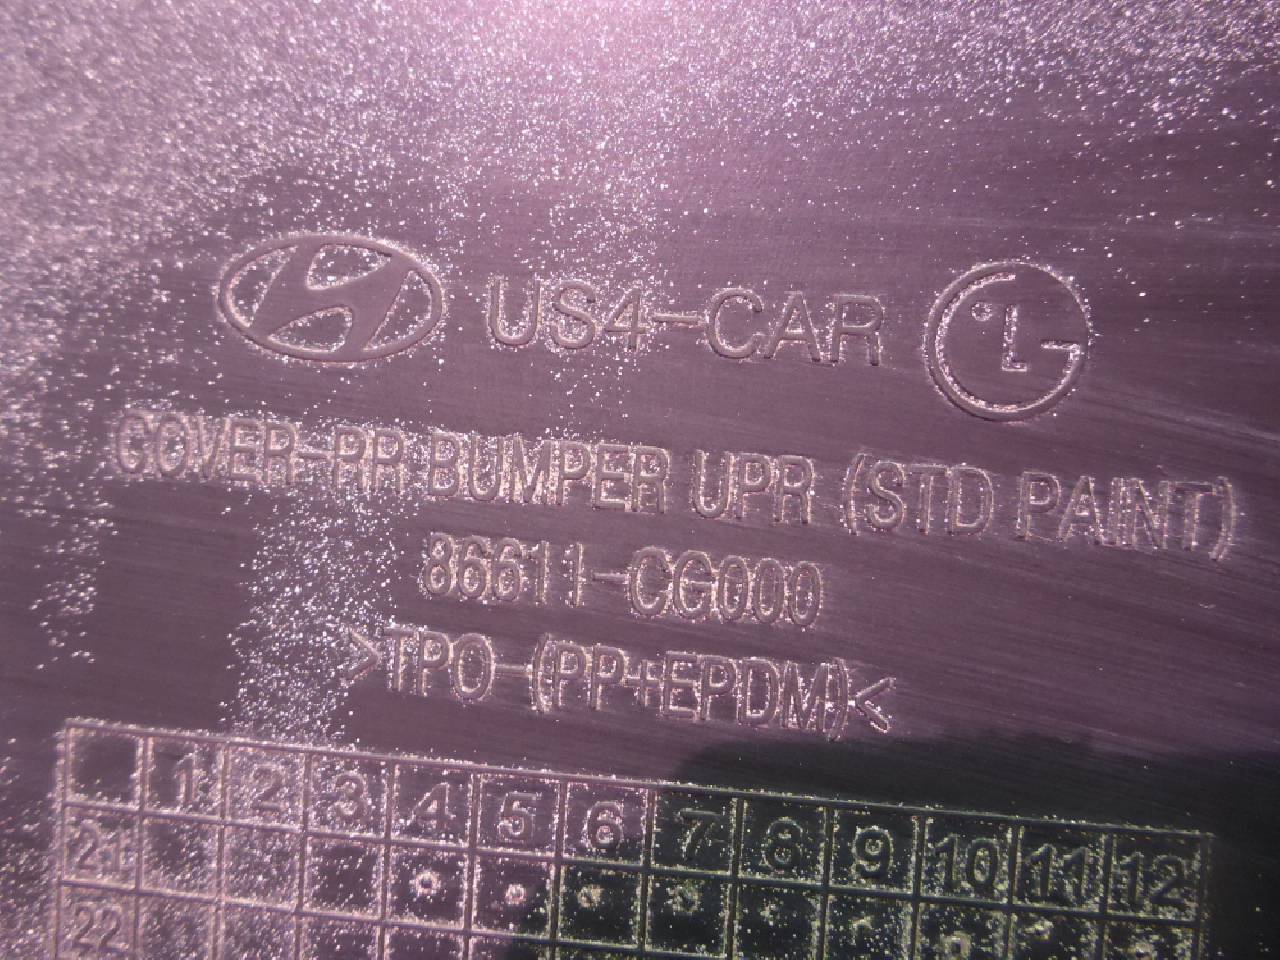 US4-CAR LG
COVER-RR BUMPER UPR (STD PAINT)
86611-CG000
>TPO-(PP+EPDM)<
1 2 3 4 5 6 7 8 9 10 11 12
21
22